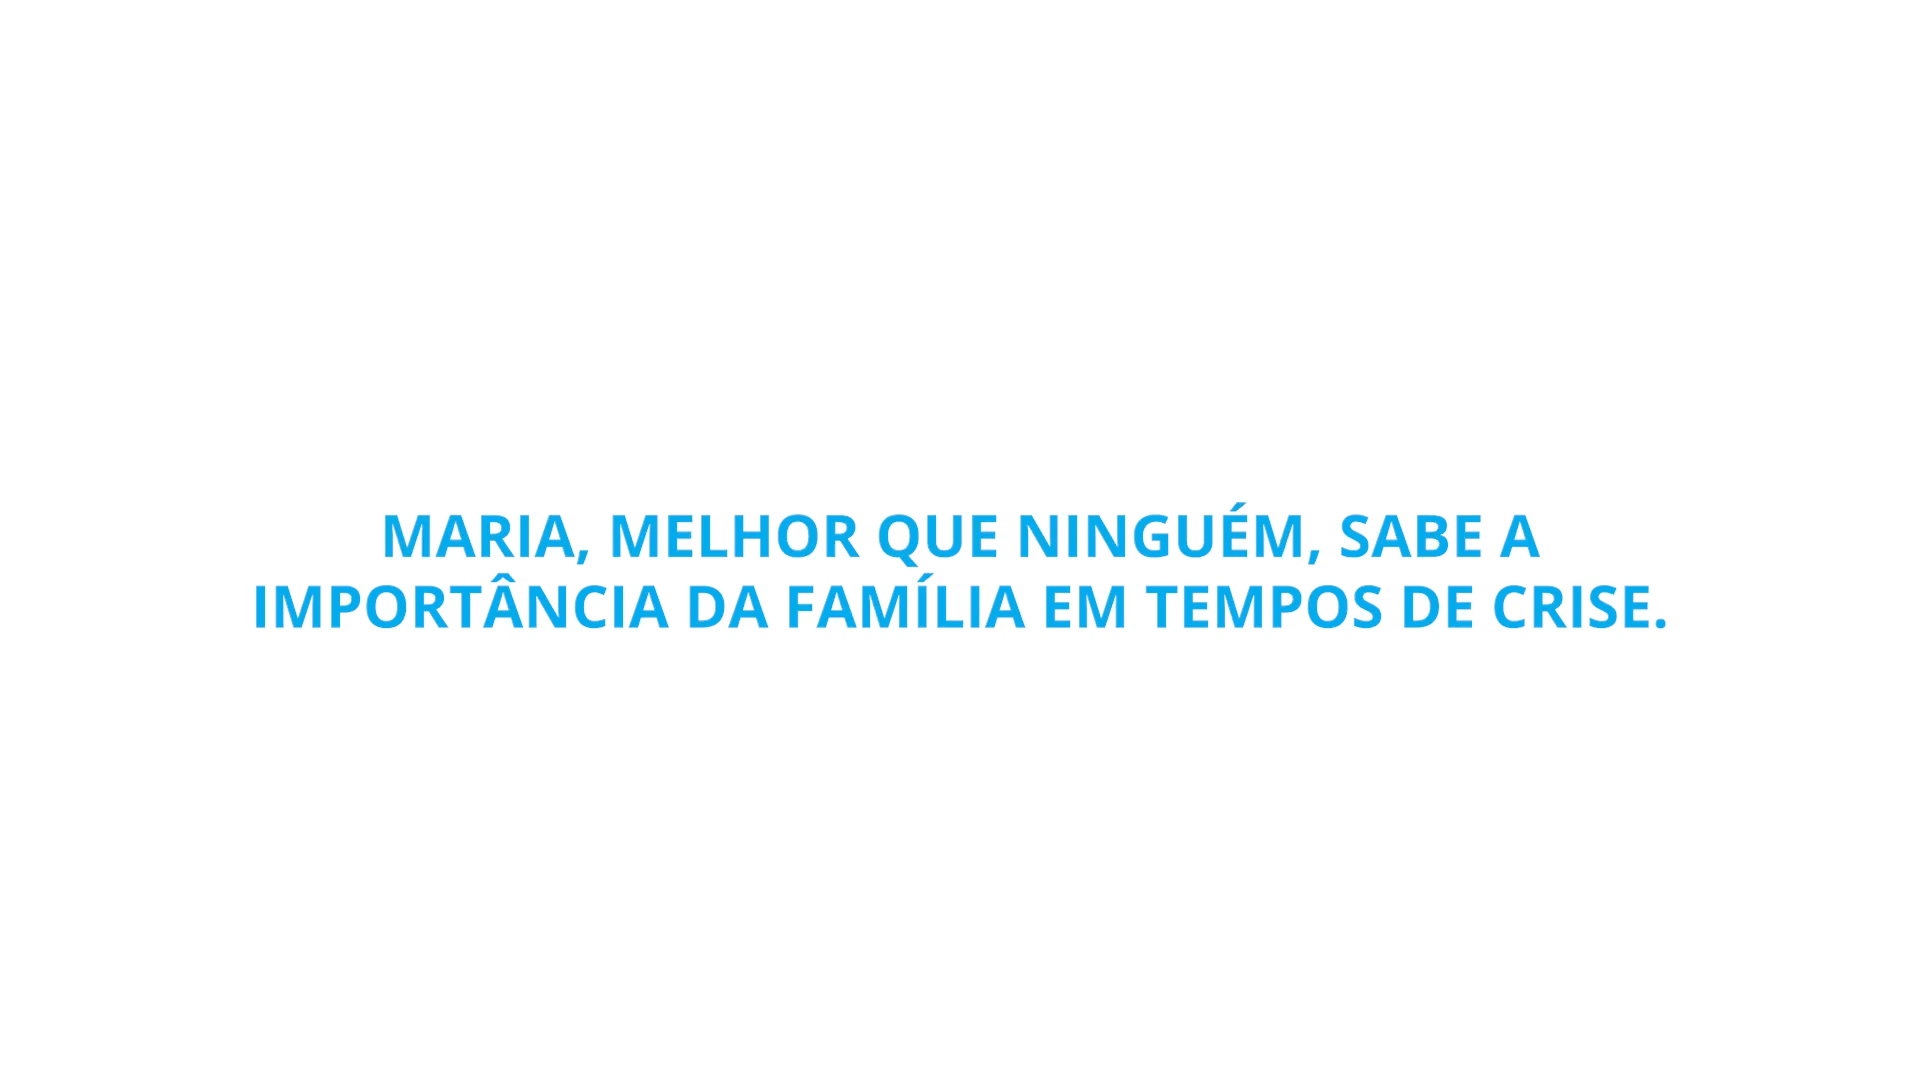 MARIA, MELHOR QUE NINGUÉM, SABE A
IMPORTÂNCIA DA FAMÍLIA EM TEMPOS DE CRISE.